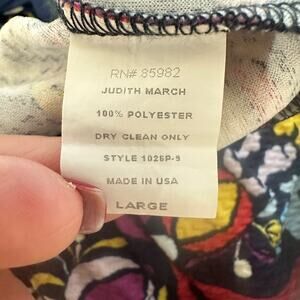 RN# 85982
JUDITH MARCH
100% POLYESTER
DRY CLEAN ONLY
STYLE 1026P-9
MADE IN USA
LARGE